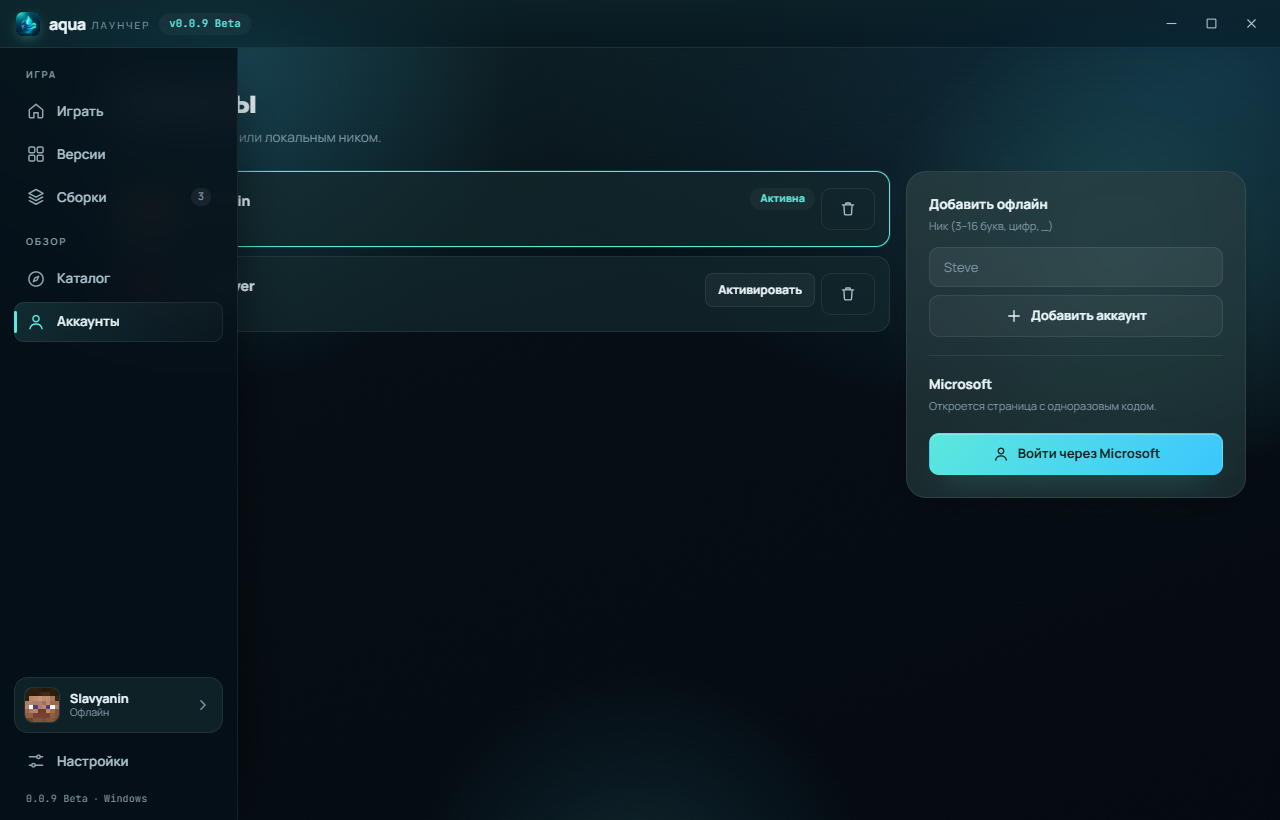 aqua ЛАУНЧЕР v0.0.9 Beta
ИГРА
Играть
Версии
Сборки 3
ОБЗОР
Каталог
Аккаунты
Slavyanin
Офлайн
Настройки
0.0.9 Beta · Windows
ы
или локальным ником.
in
Активна
ver
Активировать
Добавить офлайн
Ник (3–16 букв, цифр, _)
Steve
Добавить аккаунт
Microsoft
Откроется страница с одноразовым кодом.
Войти через Microsoft